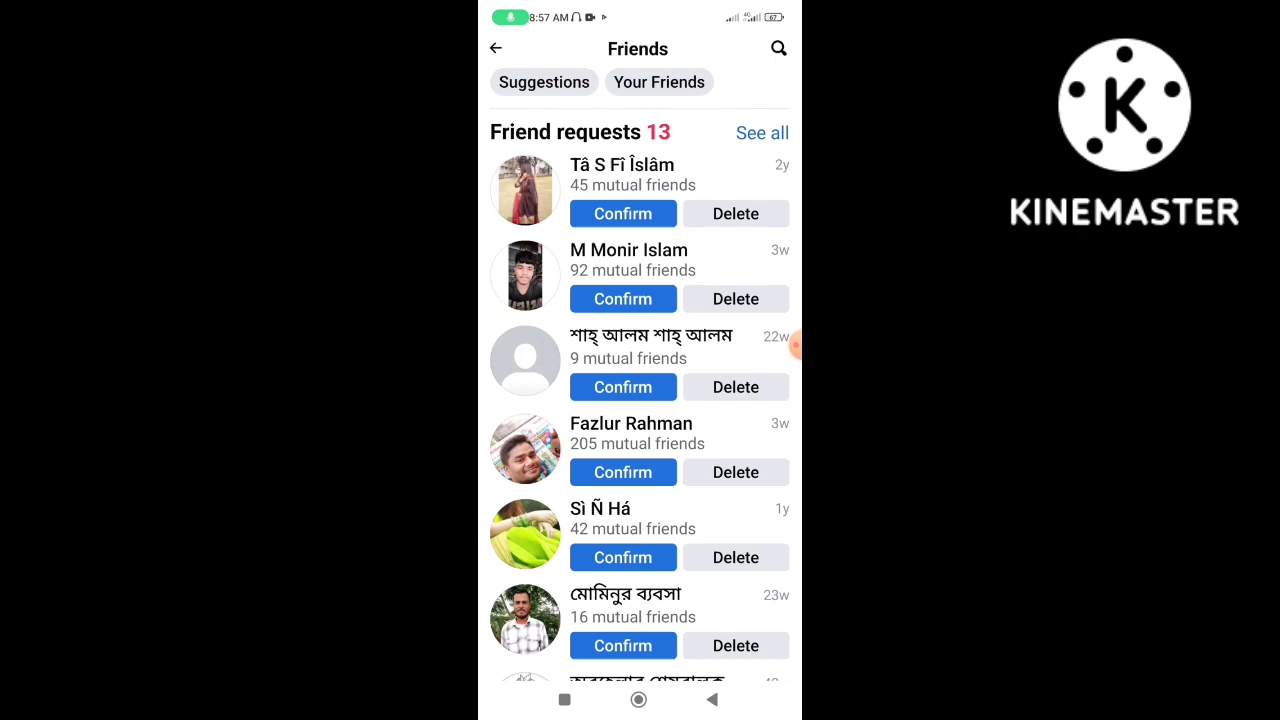 8:57 AM 4G 67
Friends
Suggestions Your Friends
Friend requests 13 See all
Tâ S Fî Îslâm 2y
45 mutual friends
Confirm Delete
M Monir Islam 3w
92 mutual friends
Confirm Delete
শাহ্ আলম শাহ্ আলম 22w
9 mutual friends
Confirm Delete
Fazlur Rahman 3w
205 mutual friends
Confirm Delete
Sì Ñ Há 1y
42 mutual friends
Confirm Delete
মোমিনুর ব্যবসা 23w
16 mutual friends
Confirm Delete
K
KINEMASTER